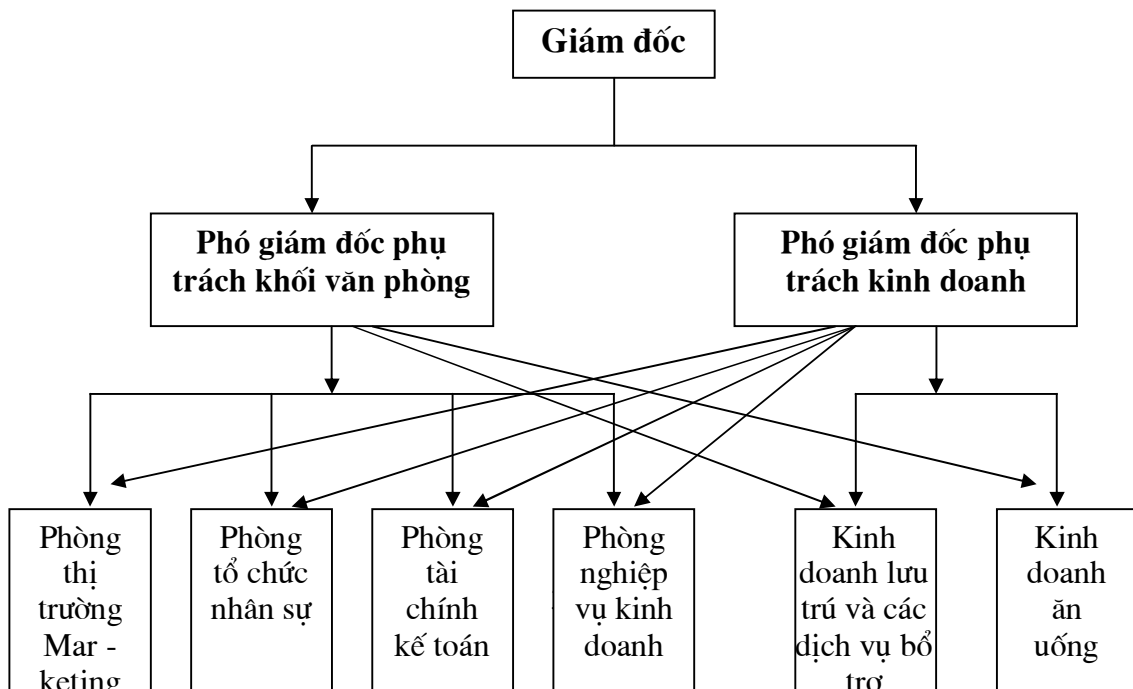 Giám đốc
Phó giám đốc phụ
trách khối văn phòng
Phó giám đốc phụ
trách kinh doanh
Phòng
thị
trường
Mar -
keting
Phòng
tổ chức
nhân sự
Phòng
tài
chính
kế toán
Phòng
nghiệp
vụ kinh
doanh
Kinh
doanh lưu
trú và các
dịch vụ bổ
trợ
Kinh
doanh
ăn
uống